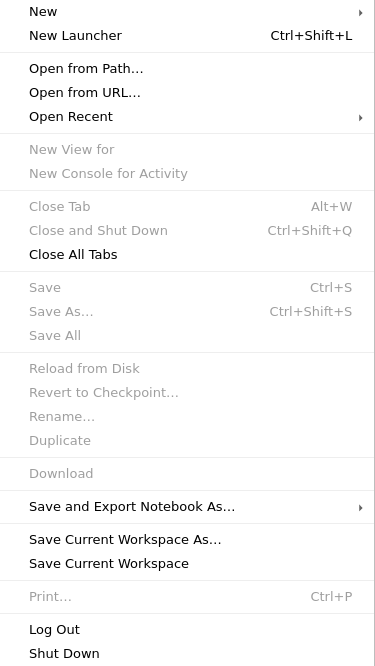 New
New Launcher Ctrl+Shift+L
Open from Path…
Open from URL…
Open Recent
New View for
New Console for Activity
Close Tab Alt+W
Close and Shut Down Ctrl+Shift+Q
Close All Tabs
Save Ctrl+S
Save As… Ctrl+Shift+S
Save All
Reload from Disk
Revert to Checkpoint…
Rename…
Duplicate
Download
Save and Export Notebook As…
Save Current Workspace As…
Save Current Workspace
Print… Ctrl+P
Log Out
Shut Down